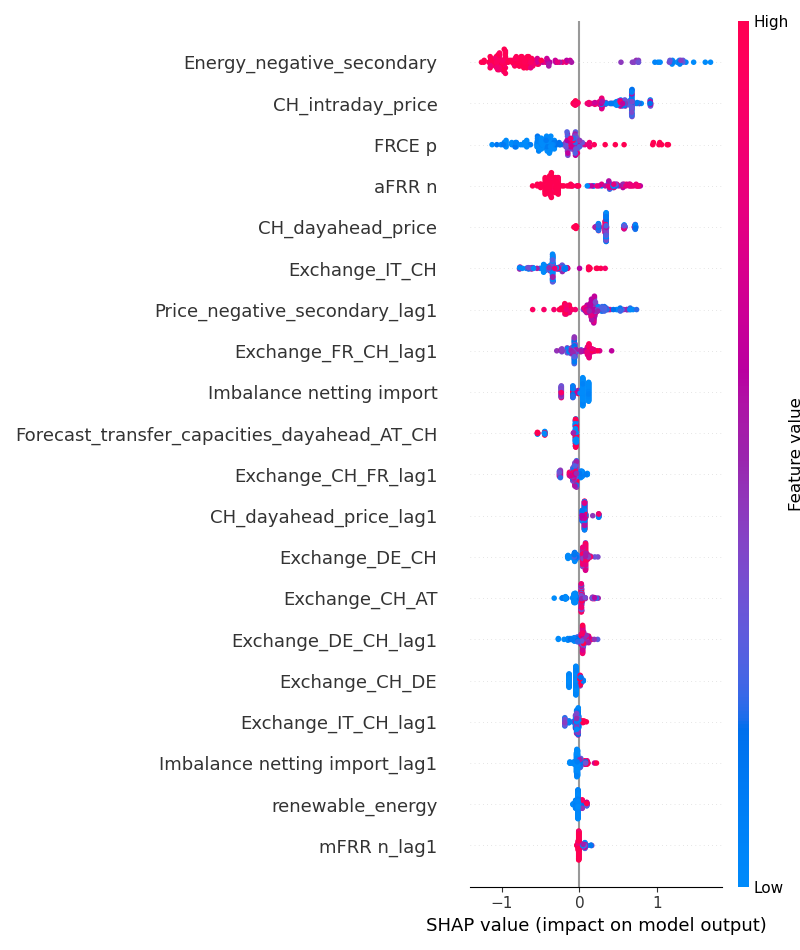 High
Energy_negative_secondary
CH_intraday_price
FRCE p
aFRR n
CH_dayahead_price
Exchange_IT_CH
Price_negative_secondary_lag1
Exchange_FR_CH_lag1
Imbalance netting import
Forecast_transfer_capacities_dayahead_AT_CH
Exchange_CH_FR_lag1
CH_dayahead_price_lag1
Exchange_DE_CH
Exchange_CH_AT
Exchange_DE_CH_lag1
Exchange_CH_DE
Exchange_IT_CH_lag1
Imbalance netting import_lag1
renewable_energy
mFRR n_lag1
Feature value
Low
−1 0 1
SHAP value (impact on model output)